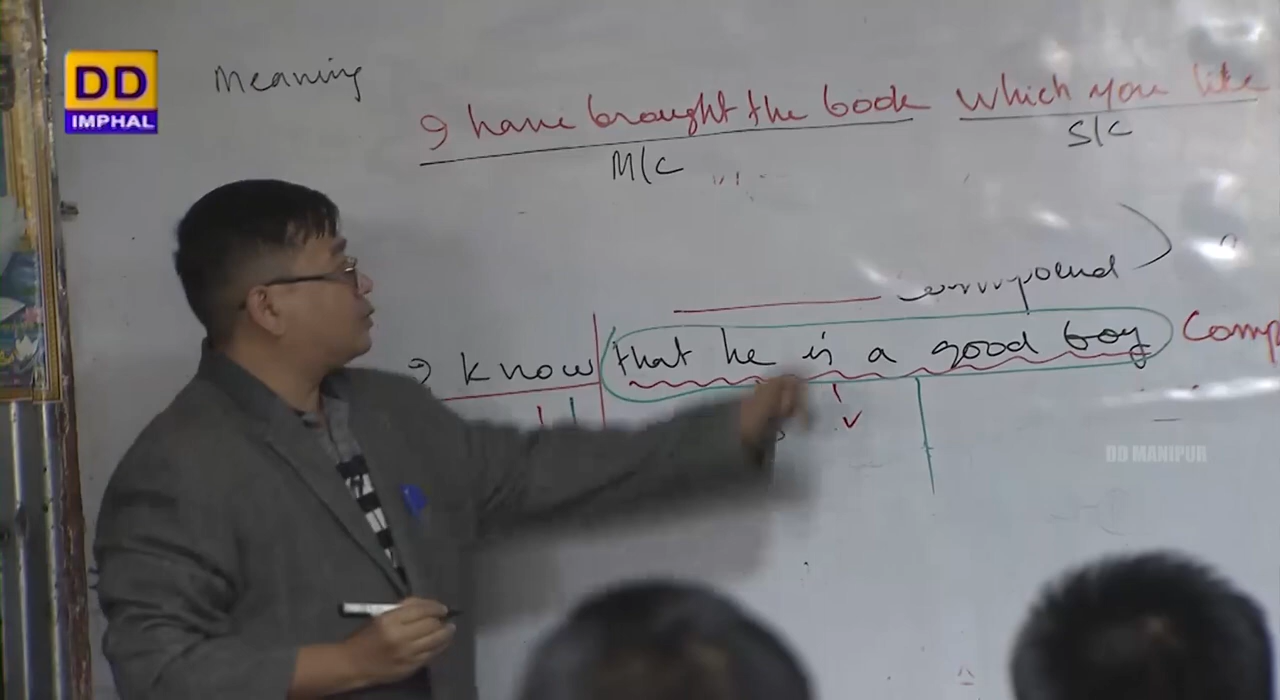 DD
IMPHAL
Meaning
I have brought the book which you like
M/C
S/C
compound
I know that he is a good boy
Comp
V
DD MANIPUR